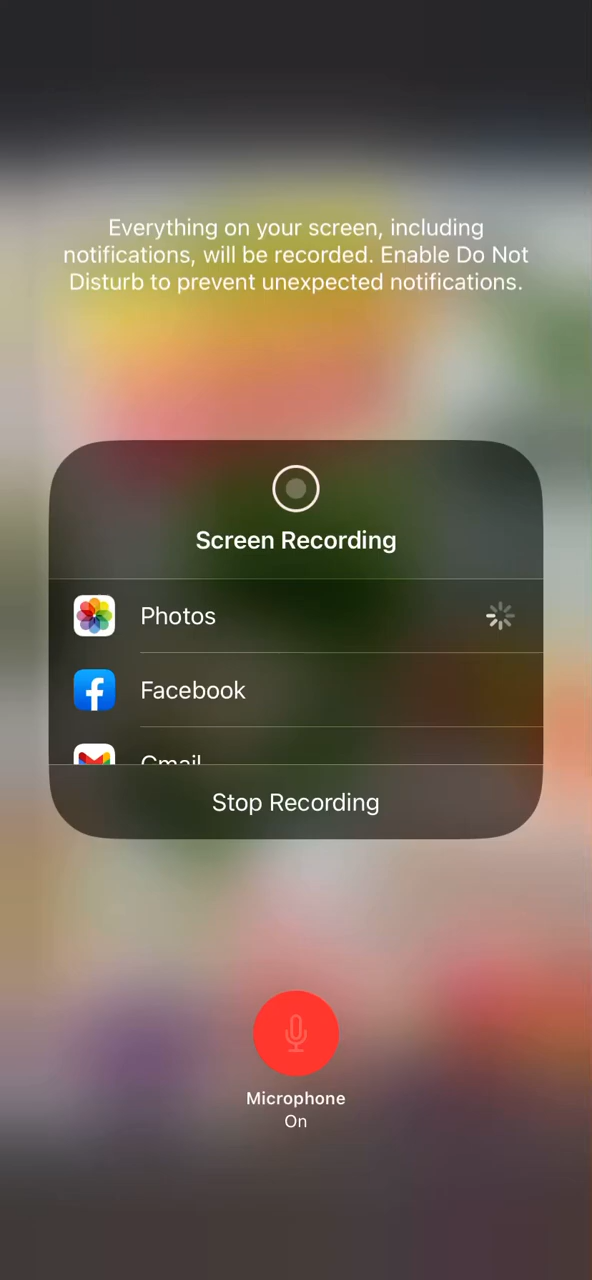 Everything on your screen, including
notifications, will be recorded. Enable Do Not
Disturb to prevent unexpected notifications.
Screen Recording
Photos
Facebook
Gmail
Stop Recording
Microphone
On